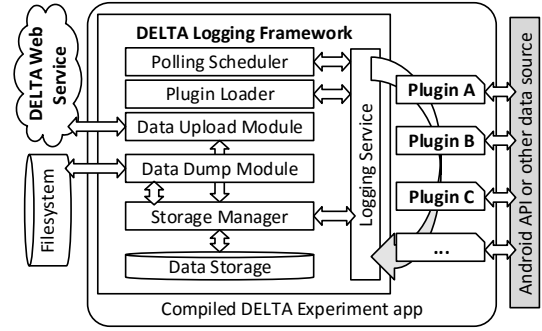 DELTA Logging Framework
DELTA Web
Service
Polling Scheduler
Plugin Loader
Data Upload Module
Data Dump Module
Storage Manager
Data Storage
Filesystem
Logging Service
Plugin A
Plugin B
Plugin C
...
Android API or other data source
Compiled DELTA Experiment app